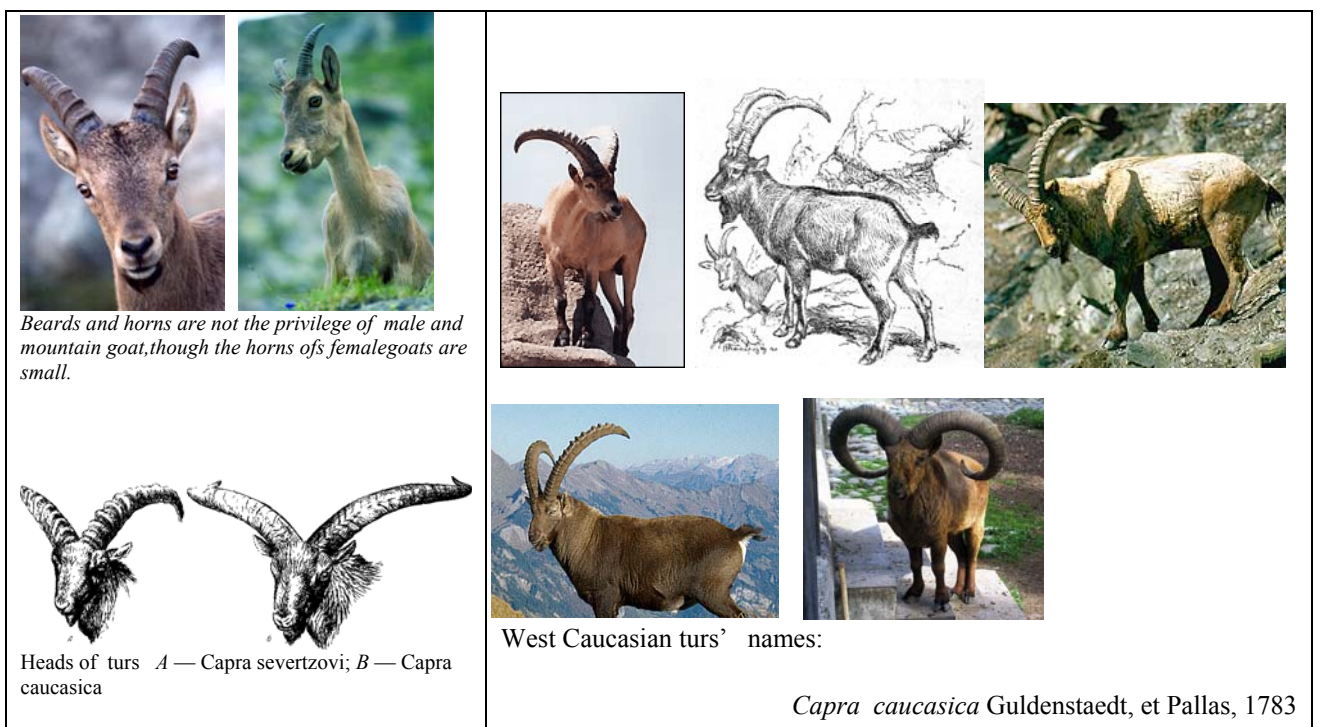 Beards and horns are not the privilege of male and
mountain goat,though the horns ofs femalegoats are
small.
A
Heads of turs A — Capra severtzovi; B — Capra
caucasica
West Caucasian turs’ names:
Capra caucasica Guldenstaedt, et Pallas, 1783